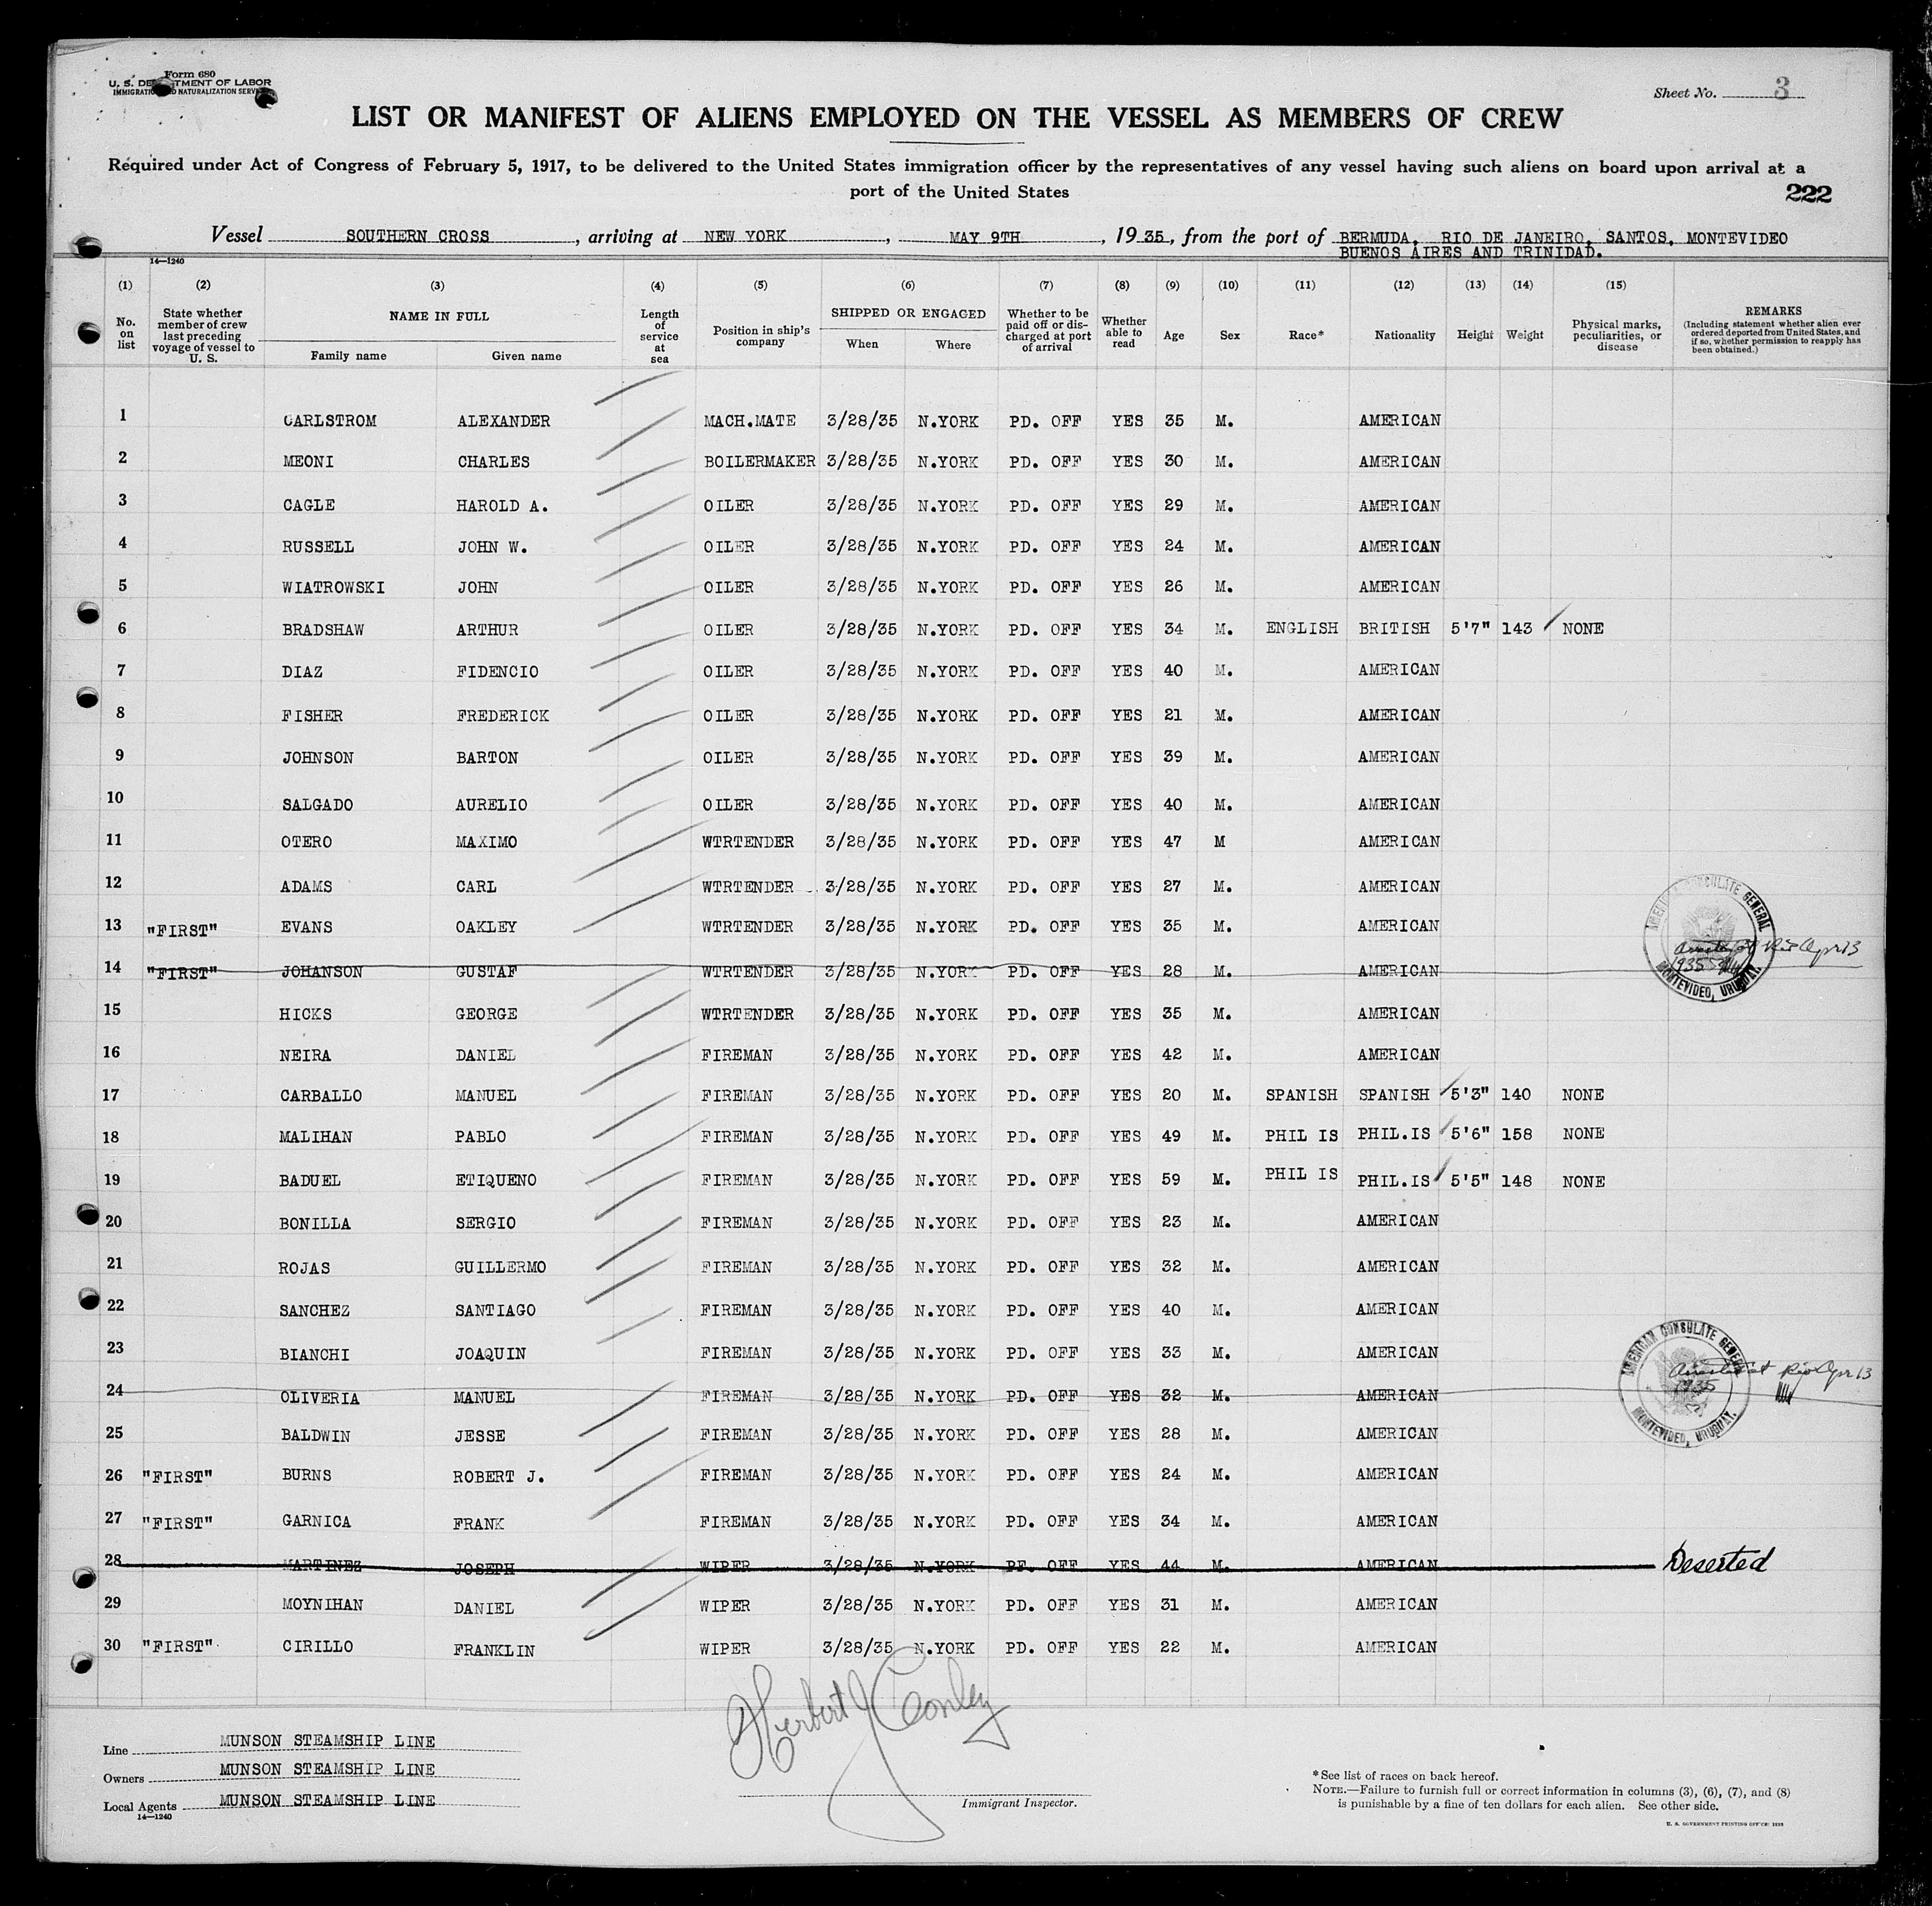 Form 680
U. S. DE TMENT OF LABOR
IMMIGRATIO D NATURALIZATION SERV
Sheet No. 3
LIST OR MANIFEST OF ALIENS EMPLOYED ON THE VESSEL AS MEMBERS OF CREW
Required under Act of Congress of February 5, 1917, to be delivered to the United States immigration officer by the representatives of any vessel having such aliens on board upon arrival at a
port of the United States
222
Vessel SOUTHERN CROSS, arriving at NEW YORK, MAY 9TH, 1935, from the port of BERMUDA, RIO DE JANEIRO, SANTOS, MONTEVIDEO
BUENOS AIRES AND TRINIDAD.
14—1240
(1) (2) (3) (4) (5) (6) (7) (8) (9) (10) (11) (12) (13) (14) (15)
No. on list
State whether member of crew last preceding voyage of vessel to U. S.
NAME IN FULL
Family name Given name
Length of service at sea
Position in ship's company
SHIPPED OR ENGAGED
When Where
Whether to be paid off or discharged at port of arrival
Whether able to read
Age
Sex
Race*
Nationality
Height
Weight
Physical marks, peculiarities, or disease
REMARKS
(Including statement whether alien ever ordered deported from United States, and if so, whether permission to reapply has been obtained.)
1 CARLSTROM ALEXANDER MACH.MATE 3/28/35 N.YORK PD. OFF YES 35 M. AMERICAN
2 MEONI CHARLES BOILERMAKER 3/28/35 N.YORK PD. OFF YES 30 M. AMERICAN
3 CAGLE HAROLD A. OILER 3/28/35 N.YORK PD. OFF YES 29 M. AMERICAN
4 RUSSELL JOHN W. OILER 3/28/35 N.YORK PD. OFF YES 24 M. AMERICAN
5 WIATROWSKI JOHN OILER 3/28/35 N.YORK PD. OFF YES 26 M. AMERICAN
6 BRADSHAW ARTHUR OILER 3/28/35 N.YORK PD. OFF YES 34 M. ENGLISH BRITISH 5'7" 143 NONE
7 DIAZ FIDENCIO OILER 3/28/35 N.YORK PD. OFF YES 40 M. AMERICAN
8 FISHER FREDERICK OILER 3/28/35 N.YORK PD. OFF YES 21 M. AMERICAN
9 JOHNSON BARTON OILER 3/28/35 N.YORK PD. OFF YES 39 M. AMERICAN
10 SALGADO AURELIO OILER 3/28/35 N.YORK PD. OFF YES 40 M. AMERICAN
11 OTERO MAXIMO WTRTENDER 3/28/35 N.YORK PD. OFF YES 47 M AMERICAN
12 ADAMS CARL WTRTENDER 3/28/35 N.YORK PD. OFF YES 27 M. AMERICAN
13 "FIRST" EVANS OAKLEY WTRTENDER 3/28/35 N.YORK PD. OFF YES 35 M. AMERICAN
14 "FIRST" JOHANSON GUSTAF WTRTENDER 3/28/35 N.YORK PD. OFF YES 28 M. AMERICAN
CONSULATE GENERAL
MONTEVIDEO, URUGUAY.
at Rio Apr 13
1935
15 HICKS GEORGE WTRTENDER 3/28/35 N.YORK PD. OFF YES 35 M. AMERICAN
16 NEIRA DANIEL FIREMAN 3/28/35 N.YORK PD. OFF YES 42 M. AMERICAN
17 CARBALLO MANUEL FIREMAN 3/28/35 N.YORK PD. OFF YES 20 M. SPANISH SPANISH 5'3" 140 NONE
18 MALIHAN PABLO FIREMAN 3/28/35 N.YORK PD. OFF YES 49 M. PHIL IS PHIL.IS 5'6" 158 NONE
19 BADUEL ETIQUENO FIREMAN 3/28/35 N.YORK PD. OFF YES 59 M. PHIL IS PHIL.IS 5'5" 148 NONE
20 BONILLA SERGIO FIREMAN 3/28/35 N.YORK PD. OFF YES 23 M. AMERICAN
21 ROJAS GUILLERMO FIREMAN 3/28/35 N.YORK PD. OFF YES 32 M. AMERICAN
22 SANCHEZ SANTIAGO FIREMAN 3/28/35 N.YORK PD. OFF YES 40 M. AMERICAN
23 BIANCHI JOAQUIN FIREMAN 3/28/35 N.YORK PD. OFF YES 33 M. AMERICAN
24 OLIVERIA MANUEL FIREMAN 3/28/35 N.YORK PD. OFF YES 32 M. AMERICAN
AMERICAN CONSULATE GENERAL
MONTEVIDEO, URUGUAY.
at Rio Apr 13
1935
25 BALDWIN JESSE FIREMAN 3/28/35 N.YORK PD. OFF YES 28 M. AMERICAN
26 "FIRST" BURNS ROBERT J. FIREMAN 3/28/35 N.YORK PD. OFF YES 24 M. AMERICAN
27 "FIRST" GARNICA FRANK FIREMAN 3/28/35 N.YORK PD. OFF YES 34 M. AMERICAN
28 MARTINEZ JOSEPH WIPER 3/28/35 N.YORK PF. OFF YES 44 M. AMERICAN Deserted
29 MOYNIHAN DANIEL WIPER 3/28/35 N.YORK PD. OFF YES 31 M. AMERICAN
30 "FIRST" CIRILLO FRANKLIN WIPER 3/28/35 N.YORK PD. OFF YES 22 M. AMERICAN
Herbert J Conley
Immigrant Inspector.
Line MUNSON STEAMSHIP LINE
Owners MUNSON STEAMSHIP LINE
Local Agents MUNSON STEAMSHIP LINE
14—1240
*See list of races on back hereof.
NOTE.—Failure to furnish full or correct information in columns (3), (6), (7), and (8)
is punishable by a fine of ten dollars for each alien. See other side.
U. S. GOVERNMENT PRINTING OFFICE: